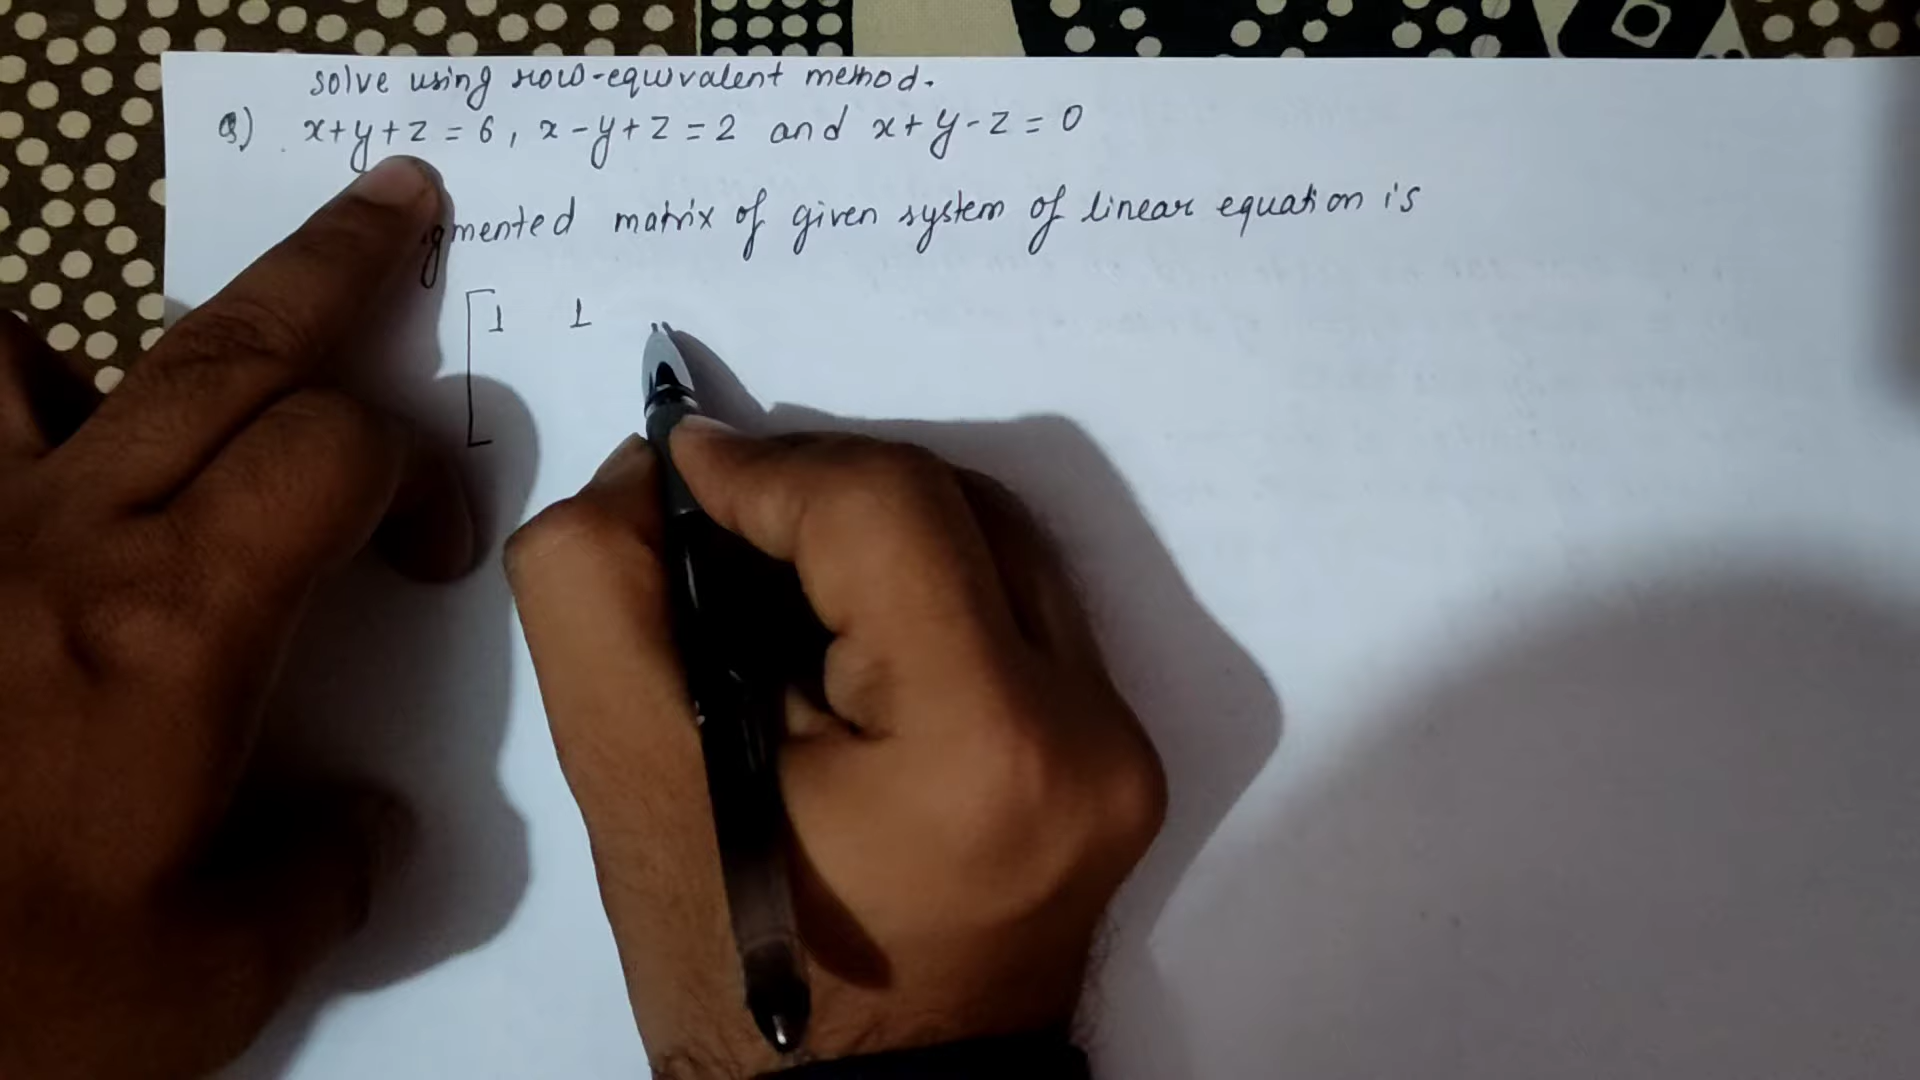 solve using row-equivalent method.
Q) x+y+z = 6, x-y+z = 2 and x+y-z = 0
gmented matrix of given system of linear equation is
[1 1